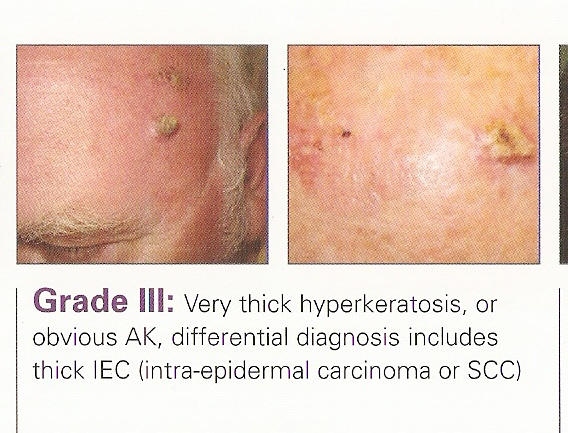 Grade III: Very thick hyperkeratosis, or
obvious AK, differential diagnosis includes
thick IEC (intra-epidermal carcinoma or SCC)